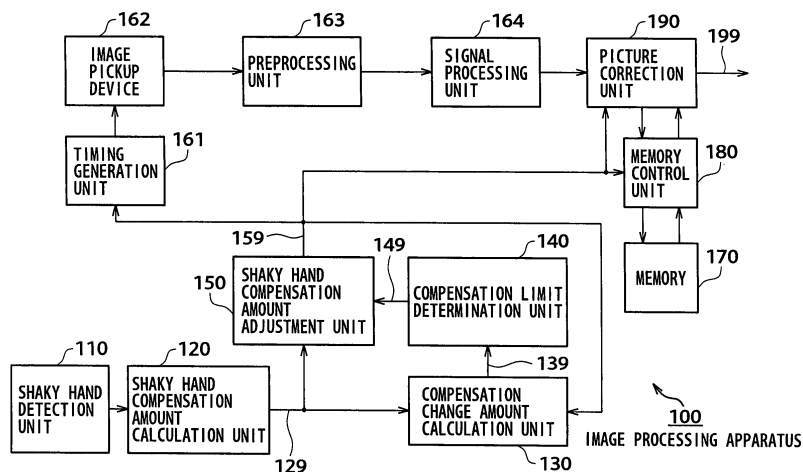 162
IMAGE
PICKUP
DEVICE
163
PREPROCESSING
UNIT
164
SIGNAL
PROCESSING
UNIT
190
PICTURE
CORRECTION
UNIT
199
TIMING
GENERATION
UNIT
161
MEMORY
CONTROL
UNIT
180
159
150
SHAKY HAND
COMPENSATION
AMOUNT
ADJUSTMENT UNIT
149
140
COMPENSATION LIMIT
DETERMINATION UNIT
MEMORY
170
110
SHAKY HAND
DETECTION
UNIT
120
SHAKY HAND
COMPENSATION
AMOUNT
CALCULATION UNIT
129
139
COMPENSATION
CHANGE AMOUNT
CALCULATION UNIT
130
100
IMAGE PROCESSING APPARATUS